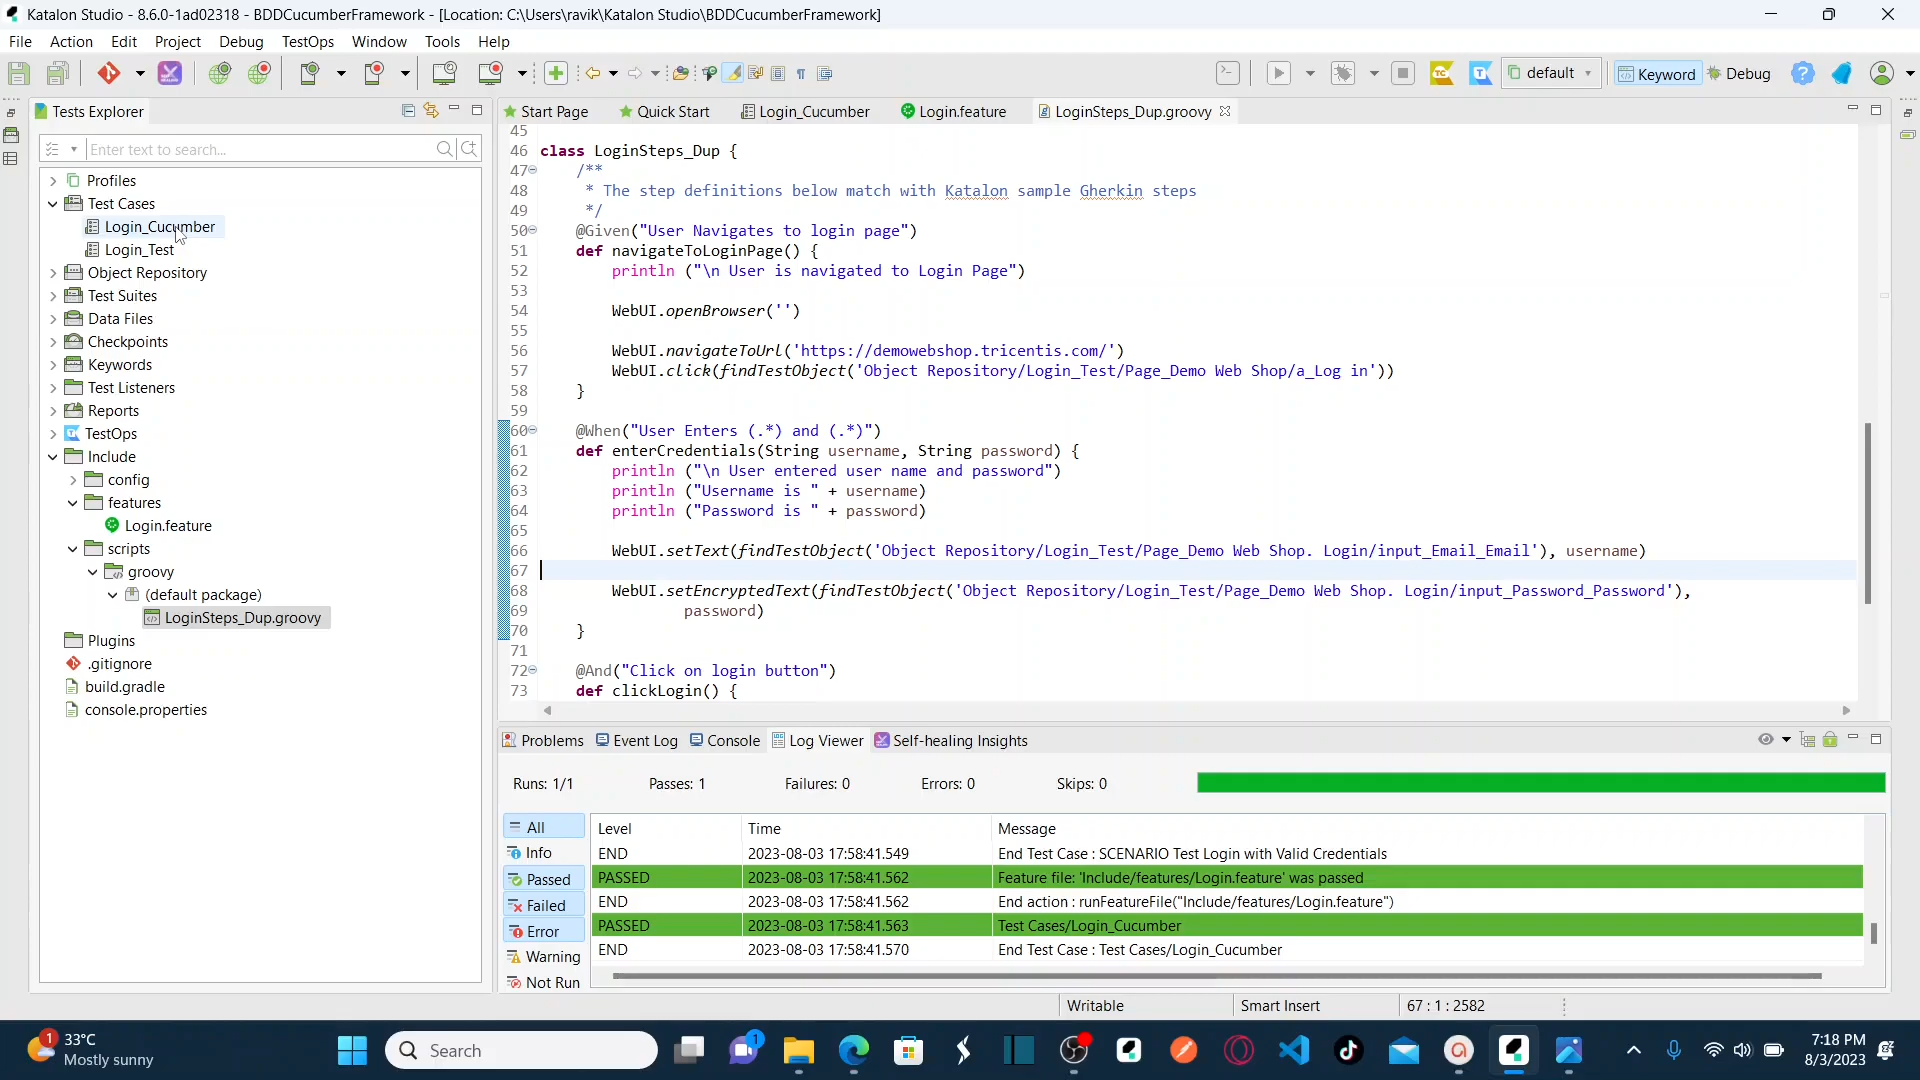 Katalon Studio - 8.6.0-1ad02318 - BDDCucumberFramework - [Location: C:\Users\ravik\Katalon Studio\BDDCucumberFramework]
File Action Edit Project Debug TestOps Window Tools Help
default Keyword Debug
Tests Explorer
Enter text to search...
Profiles
Test Cases
Login_Cucumber
Login_Test
Object Repository
Test Suites
Data Files
Checkpoints
Keywords
Test Listeners
Reports
TestOps
Include
config
features
Login.feature
scripts
groovy
(default package)
LoginSteps_Dup.groovy
Plugins
.gitignore
build.gradle
console.properties
Start Page Quick Start Login_Cucumber Login.feature LoginSteps_Dup.groovy
45
46 class LoginSteps_Dup {
47 /**
48 * The step definitions below match with Katalon sample Gherkin steps
49 */
50 @Given("User Navigates to login page")
51 def navigateToLoginPage() {
52 println ("\n User is navigated to Login Page")
53
54 WebUI.openBrowser('')
55
56 WebUI.navigateToUrl('https://demowebshop.tricentis.com/')
57 WebUI.click(findTestObject('Object Repository/Login_Test/Page_Demo Web Shop/a_Log in'))
58 }
59
60 @When("User Enters (.*) and (.*)")
61 def enterCredentials(String username, String password) {
62 println ("\n User entered user name and password")
63 println ("Username is " + username)
64 println ("Password is " + password)
65
66 WebUI.setText(findTestObject('Object Repository/Login_Test/Page_Demo Web Shop. Login/input_Email_Email'), username)
67
68 WebUI.setEncryptedText(findTestObject('Object Repository/Login_Test/Page_Demo Web Shop. Login/input_Password_Password'),
69 password)
70 }
71
72 @And("Click on login button")
73 def clickLogin() {
Problems Event Log Console Log Viewer Self-healing Insights
Runs: 1/1 Passes: 1 Failures: 0 Errors: 0 Skips: 0
All
Info
Passed
Failed
Error
Warning
Not Run
Level Time Message
END 2023-08-03 17:58:41.549 End Test Case : SCENARIO Test Login with Valid Credentials
PASSED 2023-08-03 17:58:41.562 Feature file: 'Include/features/Login.feature' was passed
END 2023-08-03 17:58:41.562 End action : runFeatureFile("Include/features/Login.feature")
PASSED 2023-08-03 17:58:41.563 Test Cases/Login_Cucumber
END 2023-08-03 17:58:41.570 End Test Case : Test Cases/Login_Cucumber
Writable Smart Insert 67 : 1 : 2582
1
33°C
Mostly sunny
Search
1
7:18 PM
8/3/2023